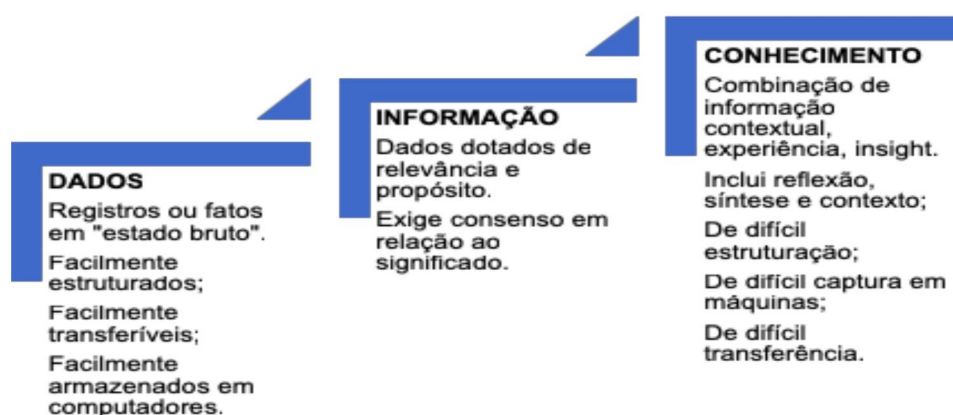 DADOS
Registros ou fatos
em "estado bruto".
Facilmente
estruturados;
Facilmente
transferíveis;
Facilmente
armazenados em
computadores.
INFORMAÇÃO
Dados dotados de
relevância e
propósito.
Exige consenso em
relação ao
significado.
CONHECIMENTO
Combinação de
informação
contextual,
experiência, insight.
Inclui reflexão,
síntese e contexto;
De difícil
estruturação;
De difícil captura em
máquinas;
De difícil
transferência.